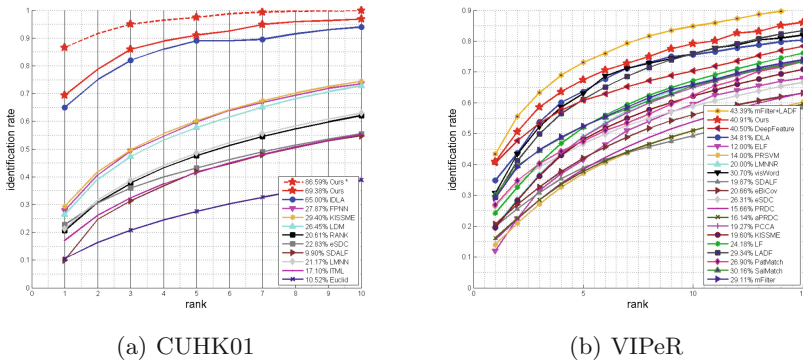 1
0.9
0.8
0.7
0.6
0.5
0.4
0.3
0.2
0.1
0
identification rate
0 1 2 3 4 5 6 7 8 9 10
rank
86.59% Ours *
69.38% Ours
65.00% IDLA
27.87% FPNN
29.40% KISSME
26.45% LDM
20.61% RANK
22.83% eSDC
9.90% SDALF
21.17% LMNN
17.10% ITML
10.52% Euclid
(a) CUHK01
0.9
0.8
0.7
0.6
0.5
0.4
0.3
0.2
0.1
0
identification rate
0 5 10
rank
43.39% mFilter+LADF
40.91% Ours
40.50% DeepFeature
34.81% IDLA
12.00% ELF
14.00% PRSVM
20.00% LMNNR
30.70% visWord
19.87% SDALF
20.66% eBiCov
26.31% eSDC
15.66% PRDC
16.14% aPRDC
19.27% PCCA
19.60% KISSME
24.18% LF
29.34% LADF
26.90% PatMatch
30.16% SalMatch
29.11% mFilter
(b) VIPeR